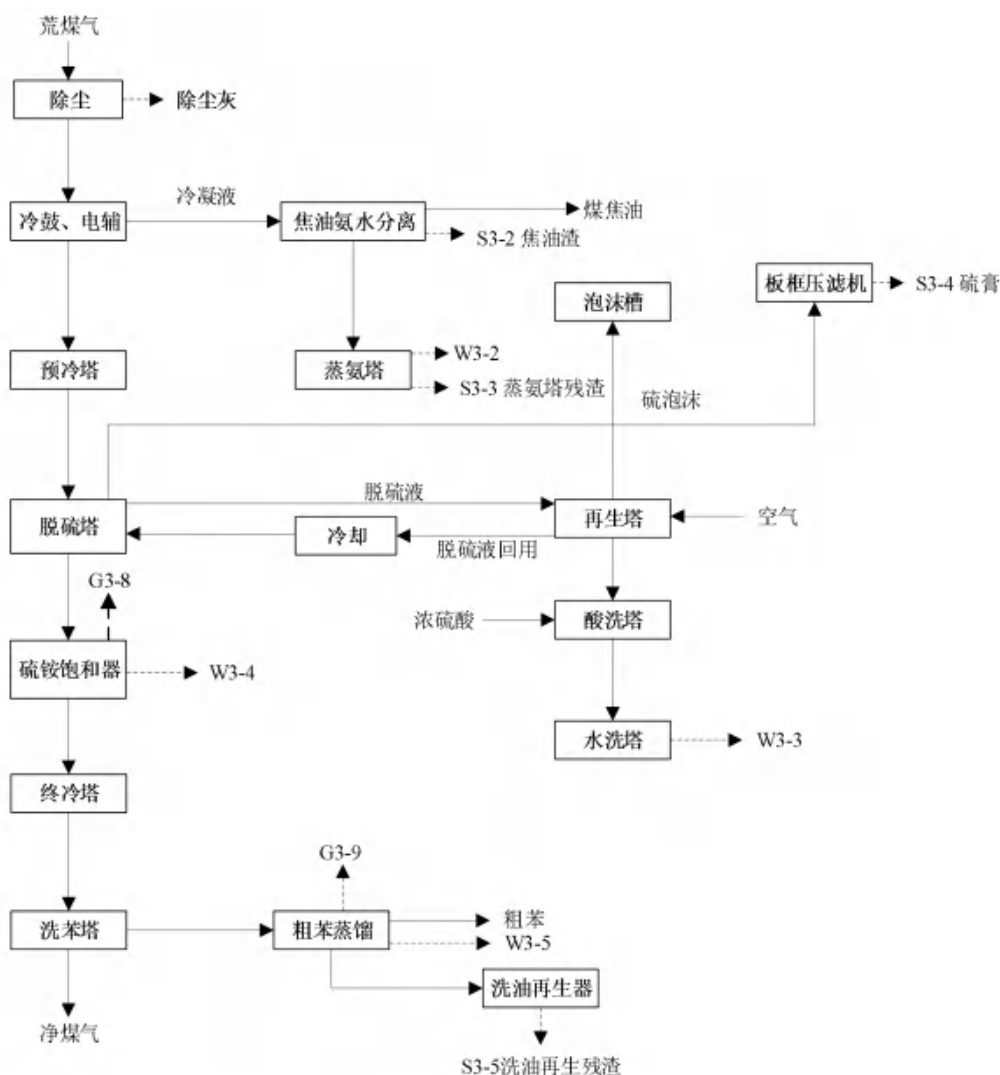 荒煤气
除尘
除尘灰
冷凝液
冷鼓、电辅
焦油氨水分离
煤焦油
S3-2 焦油渣
泡沫槽
板框压滤机
S3-4 硫膏
预冷塔
蒸氨塔
W3-2
S3-3 蒸氨塔残渣
硫泡沫
脱硫塔
脱硫液
冷却
脱硫液回用
再生塔
空气
G3-8
浓硫酸
酸洗塔
硫铵饱和器
W3-4
水洗塔
W3-3
终冷塔
G3-9
洗苯塔
粗苯蒸馏
粗苯
W3-5
洗油再生器
净煤气
S3-5洗油再生残渣